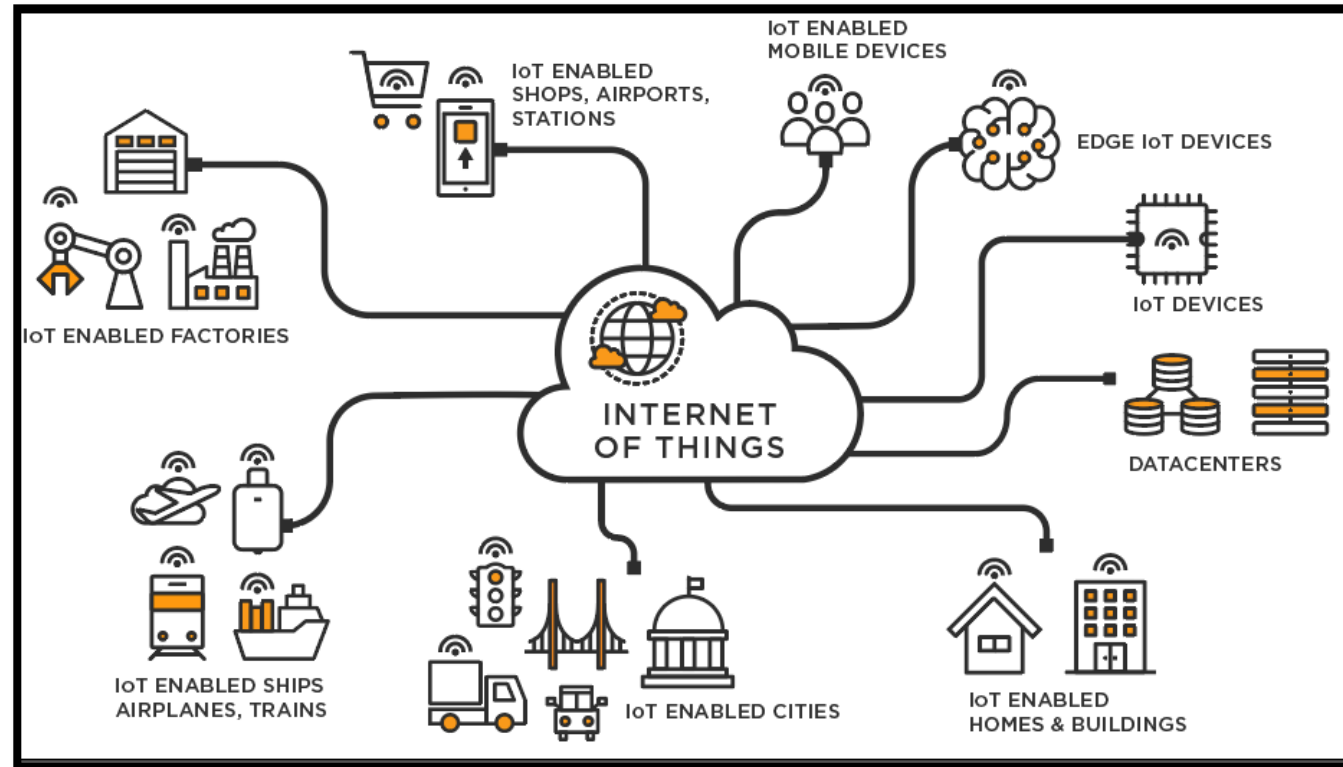 IoT ENABLED
MOBILE DEVICES
IoT ENABLED
SHOPS, AIRPORTS,
STATIONS
EDGE IoT DEVICES
IoT DEVICES
IoT ENABLED FACTORIES
INTERNET
OF THINGS
DATACENTERS
IoT ENABLED SHIPS
AIRPLANES, TRAINS
IoT ENABLED CITIES
IoT ENABLED
HOMES & BUILDINGS